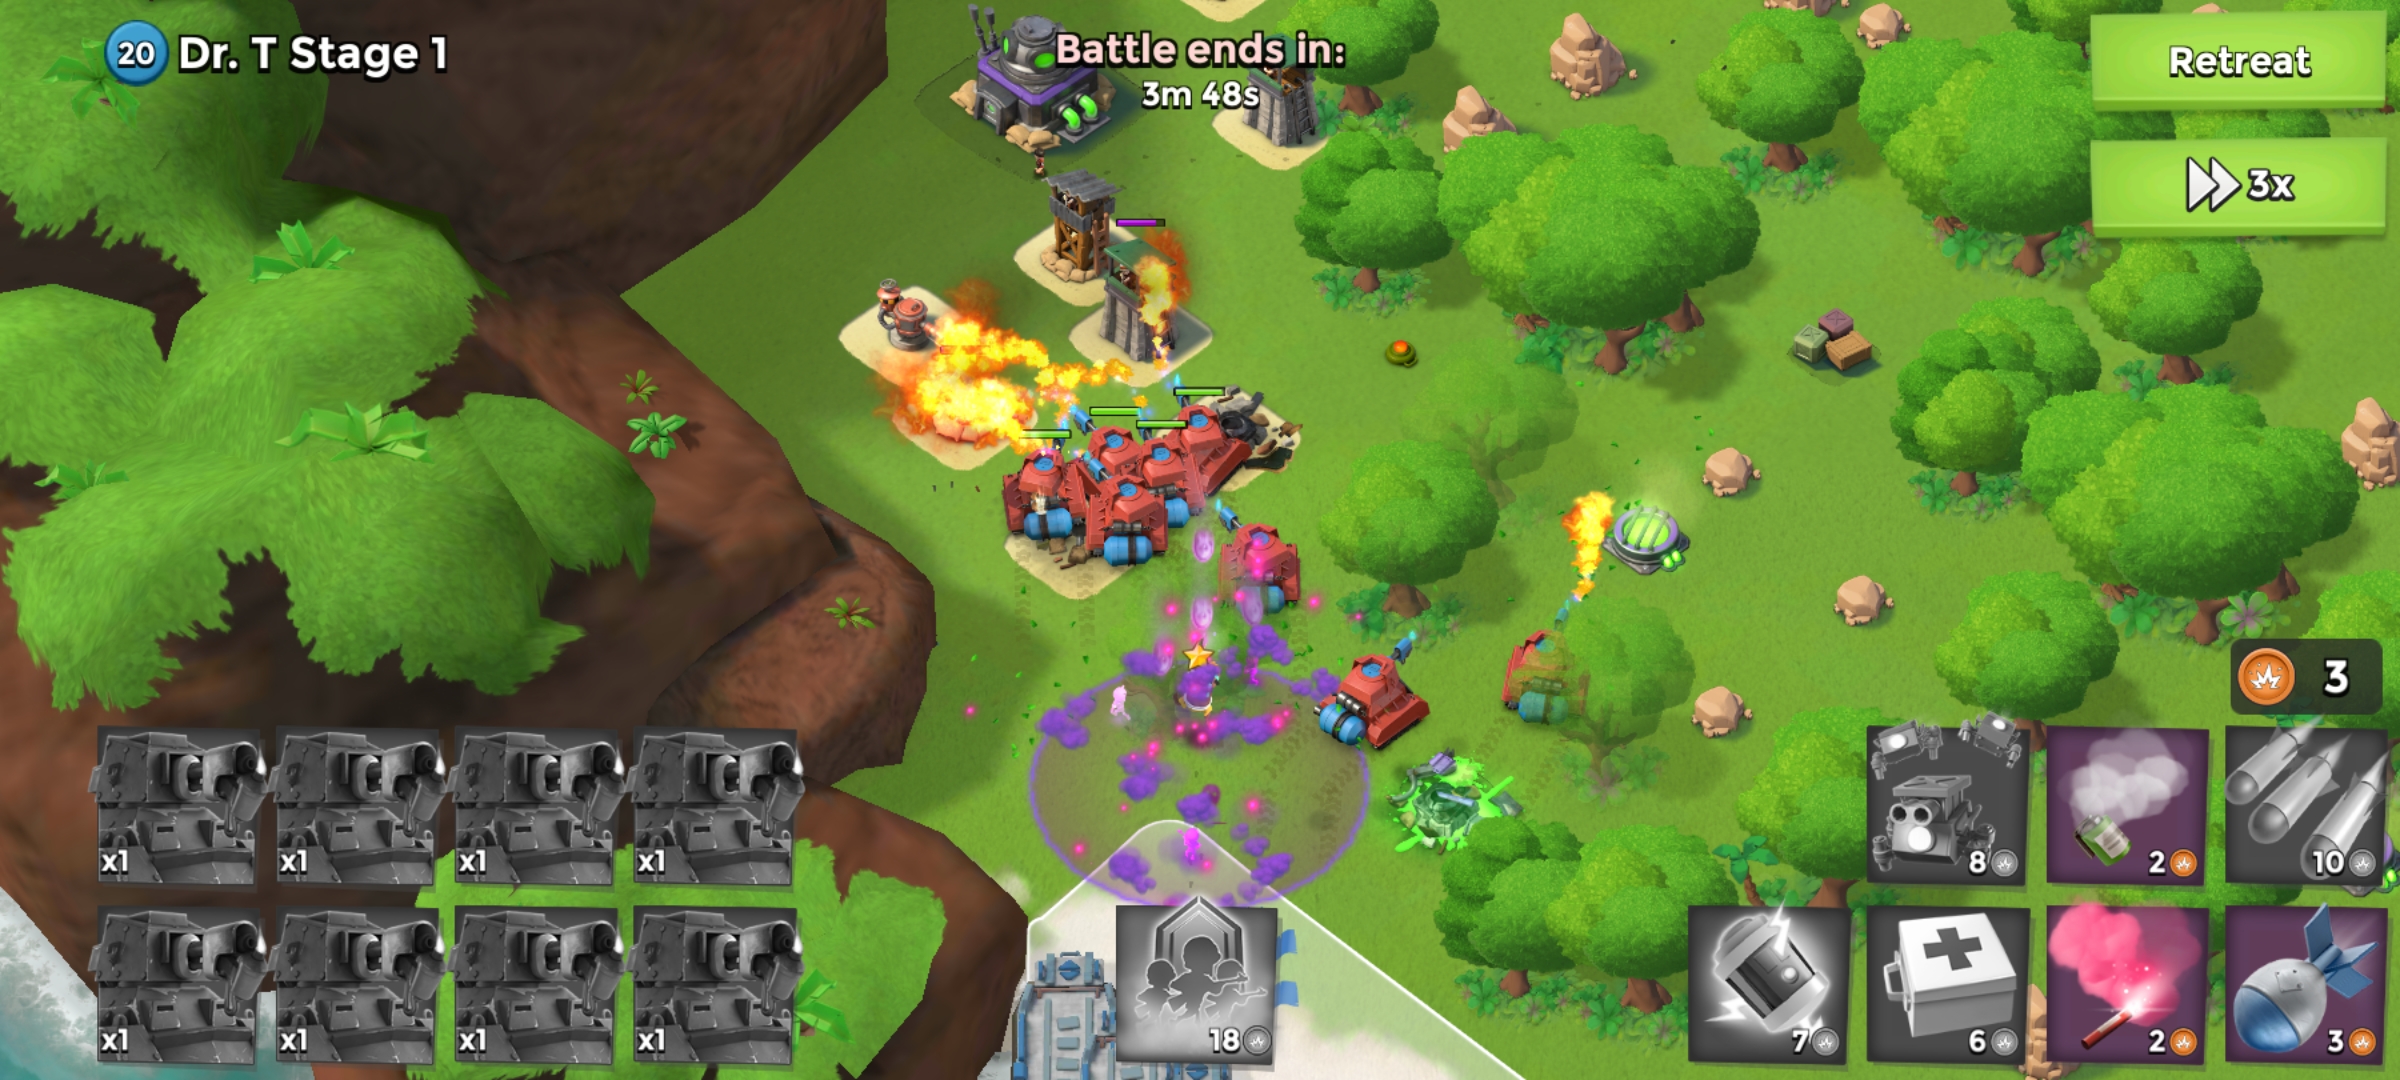 20 Dr. T Stage 1
Battle ends in:
3m 48s
Retreat
3x
3
x1 x1 x1 x1
8 2 10
x1 x1 x1 x1
18
7 6 2 3